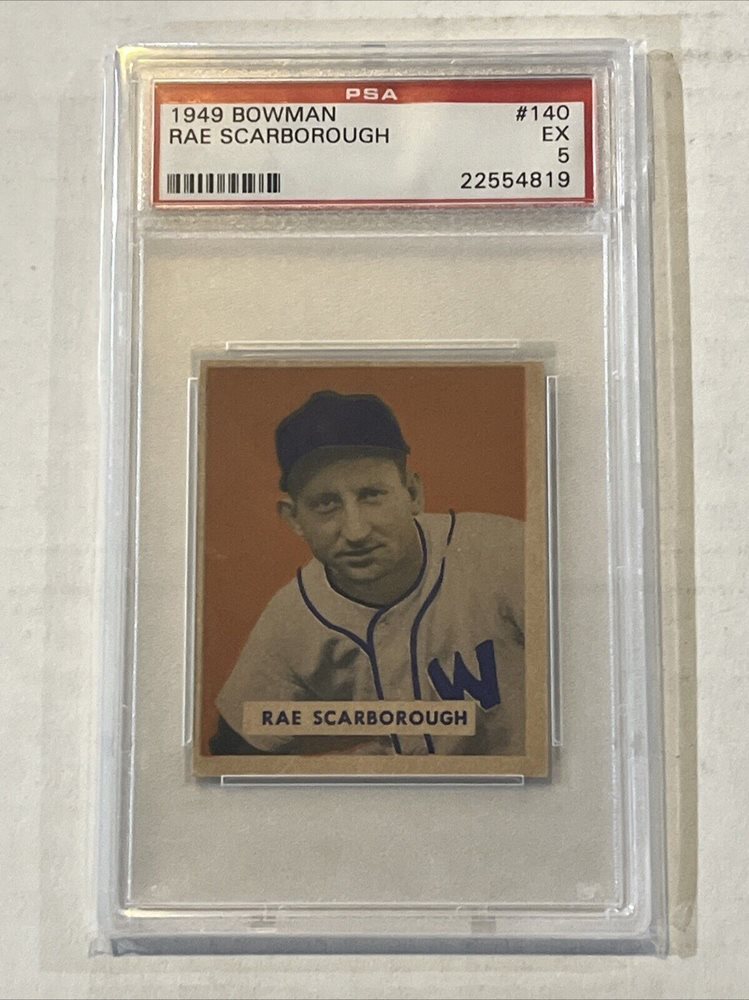 PSA
1949 BOWMAN #140
RAE SCARBOROUGH EX
5
22554819
W
RAE SCARBOROUGH